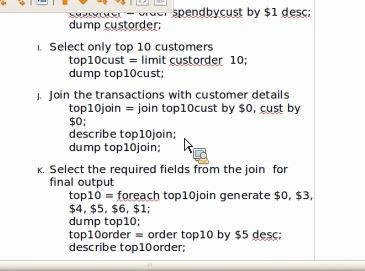 custorder = order spendbycust by $1 desc;
dump custorder;
I. Select only top 10 customers
top10cust = limit custorder  10;
dump top10cust;
J. Join the transactions with customer details
top10join = join top10cust by $0, cust by
$0;
describe top10join;
dump top10join;
K. Select the required fields from the join  for
final output
top10 = foreach top10join generate $0, $3,
$4, $5, $6, $1;
dump top10;
top10order = order top10 by $5 desc;
describe top10order;